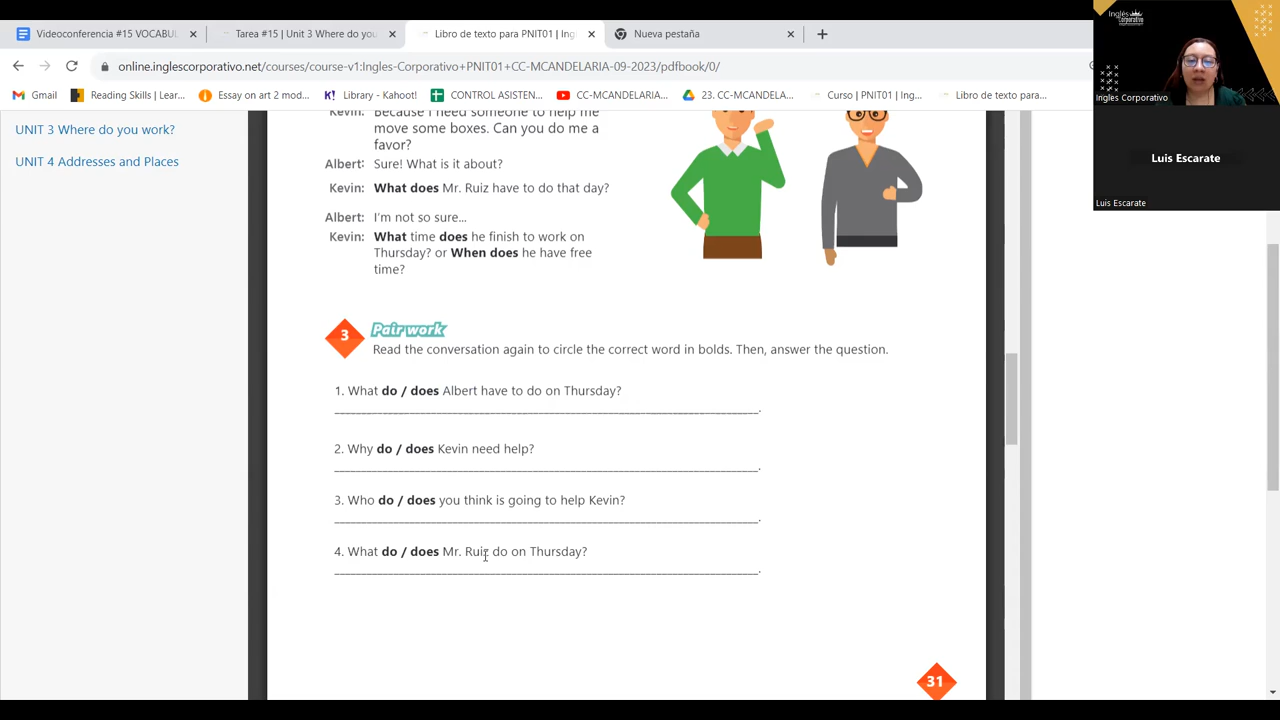 Videoconferencia #15 VOCABUL
Tarea #15 | Unit 3 Where do you
Libro de texto para PNIT01 | Ing
Nueva pestaña
online.inglescorporativo.net/courses/course-v1:Ingles-Corporativo+PNIT01+CC-MCANDELARIA-09-2023/pdfbook/0/
Gmail
Reading Skills | Lear...
Essay on art 2 mod...
Library - Kahoot!
CONTROL ASISTEN...
CC-MCANDELARIA...
23. CC-MCANDELA...
Curso | PNIT01 | Ing...
Libro de texto para...
Inglés
Corporativo
Ingles Corporativo
Luis Escarate
Luis Escarate
UNIT 3 Where do you work?
UNIT 4 Addresses and Places
Kevin: Because I need someone to help me
move some boxes. Can you do me a
favor?
Albert: Sure! What is it about?
Kevin: What does Mr. Ruiz have to do that day?
Albert: I'm not so sure...
Kevin: What time does he finish to work on
Thursday? or When does he have free
time?
3 Pair work
Read the conversation again to circle the correct word in bolds. Then, answer the question.
1. What do / does Albert have to do on Thursday?
2. Why do / does Kevin need help?
3. Who do / does you think is going to help Kevin?
4. What do / does Mr. Ruiz do on Thursday?
31